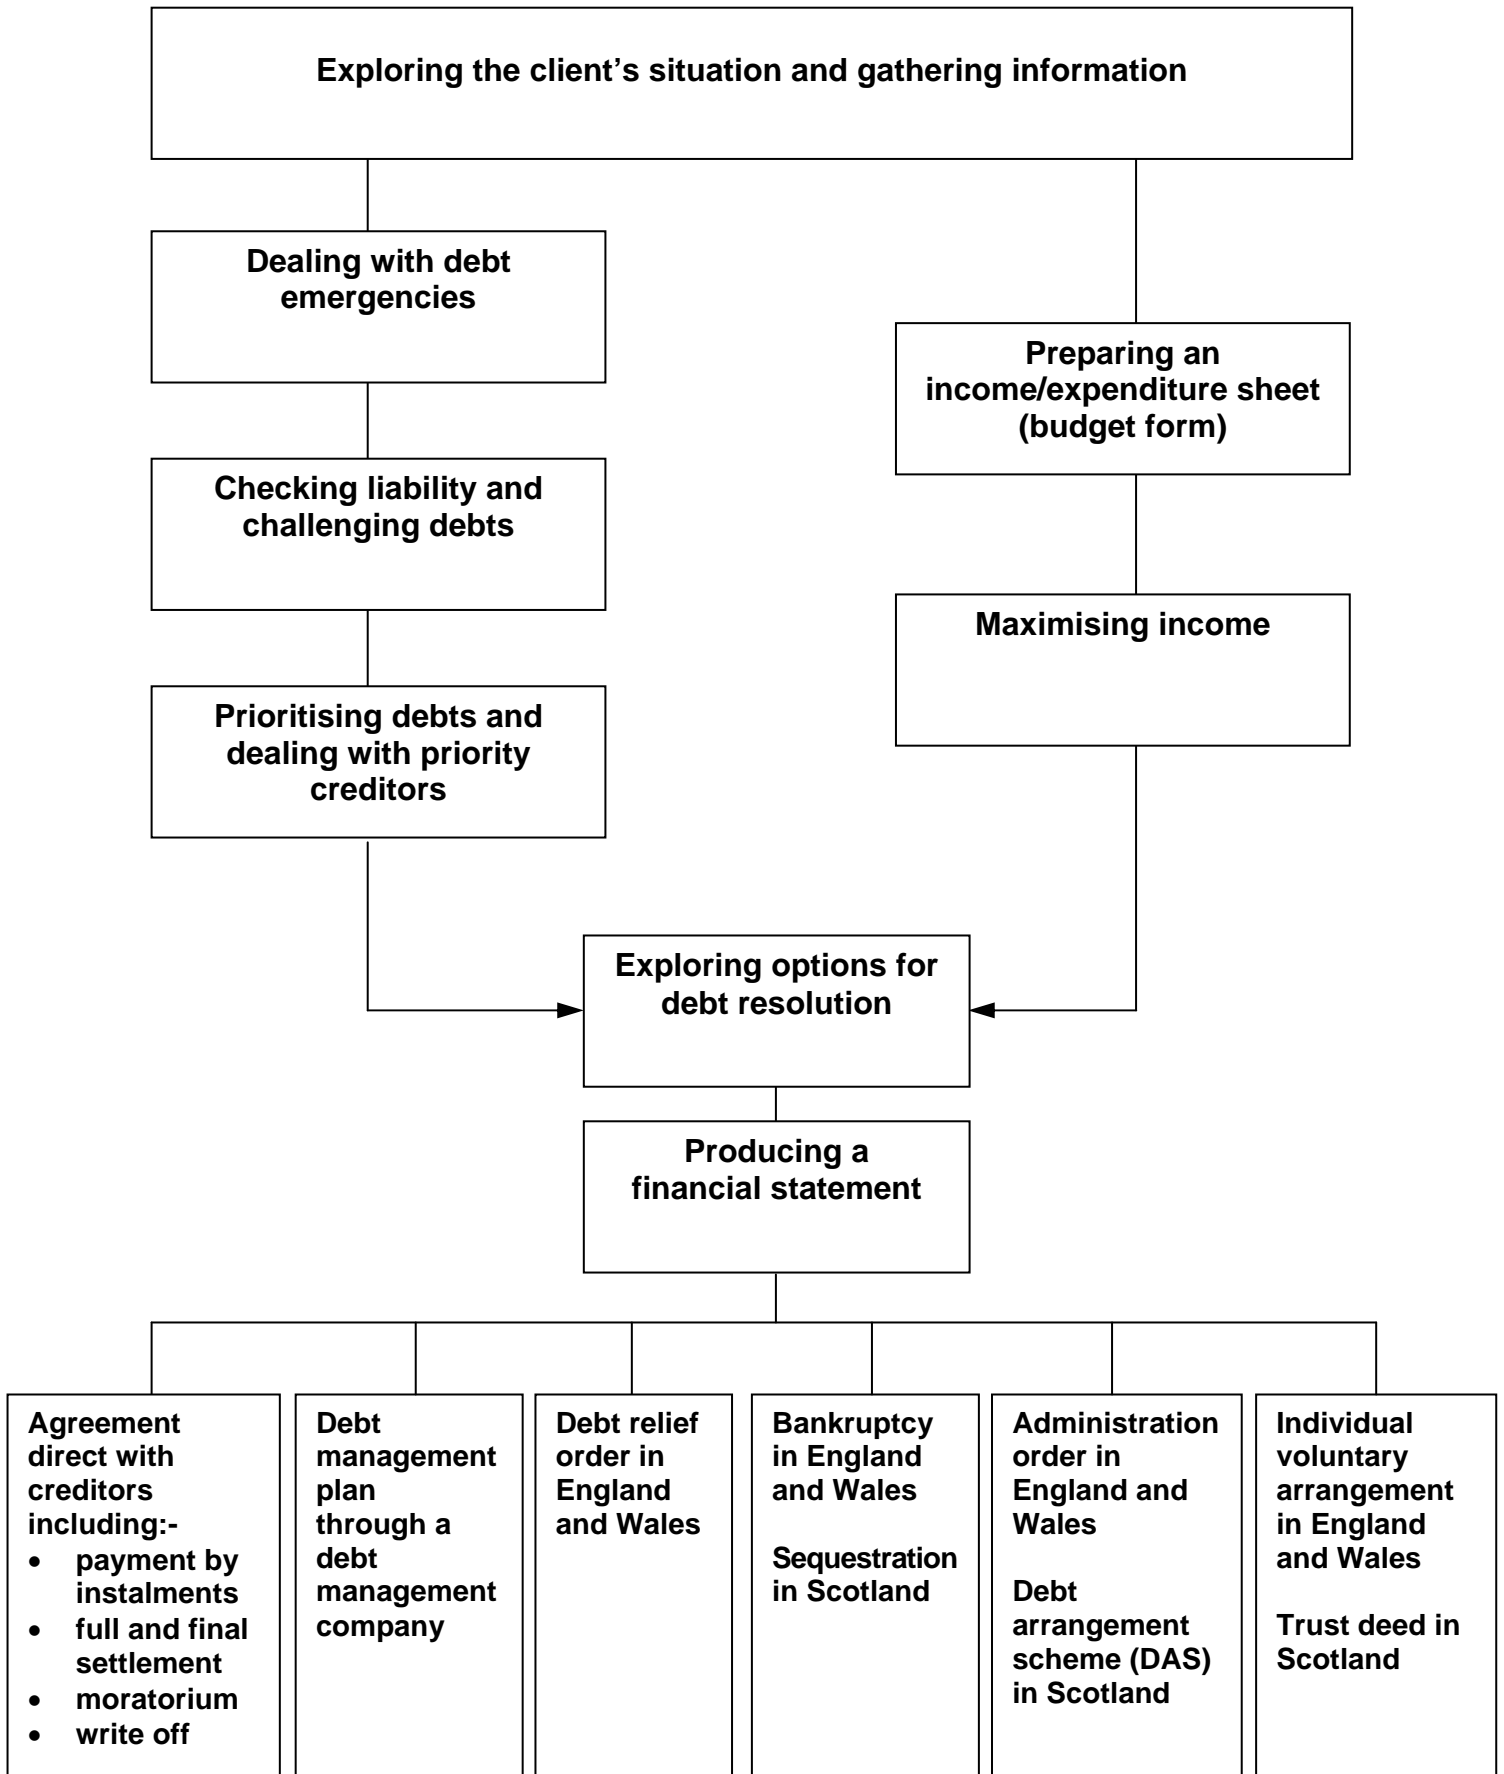 Exploring the client’s situation and gathering information
Dealing with debt
emergencies
Preparing an
income/expenditure sheet
(budget form)
Checking liability and
challenging debts
Maximising income
Prioritising debts and
dealing with priority
creditors
Exploring options for
debt resolution
Producing a
financial statement
Agreement
direct with
creditors
including:-
• payment by
instalments
• full and final
settlement
• moratorium
• write off
Debt
management
plan
through a
debt
management
company
Debt relief
order in
England
and Wales
Bankruptcy
in England
and Wales
Sequestration
in Scotland
Administration
order in
England and
Wales
Debt
arrangement
scheme (DAS)
in Scotland
Individual
voluntary
arrangement
in England
and Wales
Trust deed in
Scotland